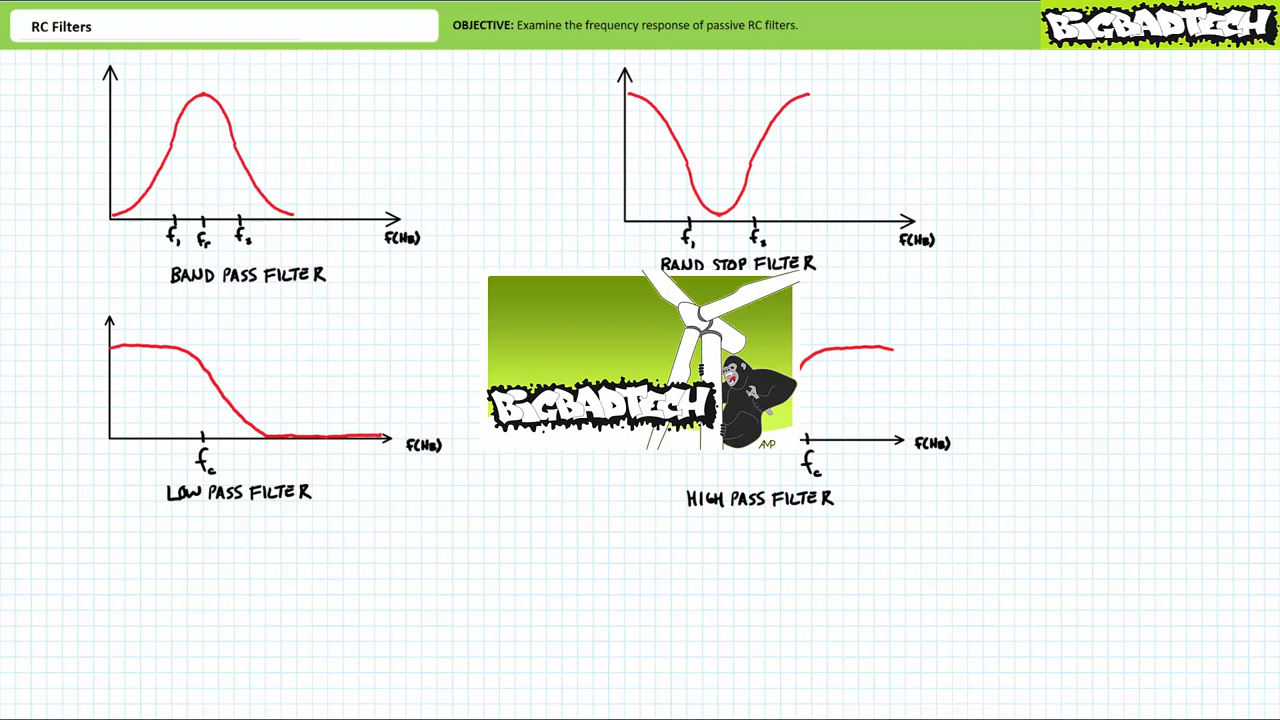 RC Filters
OBJECTIVE: Examine the frequency response of passive RC filters.
BIGBADTECH
f₁ fᵣ f₂ f(Hz)
BAND PASS FILTER
f₁ f₂ f(Hz)
BAND STOP FILTER
BIGBADTECH
AMP
fc f(Hz)
LOW PASS FILTER
fc f(Hz)
HIGH PASS FILTER